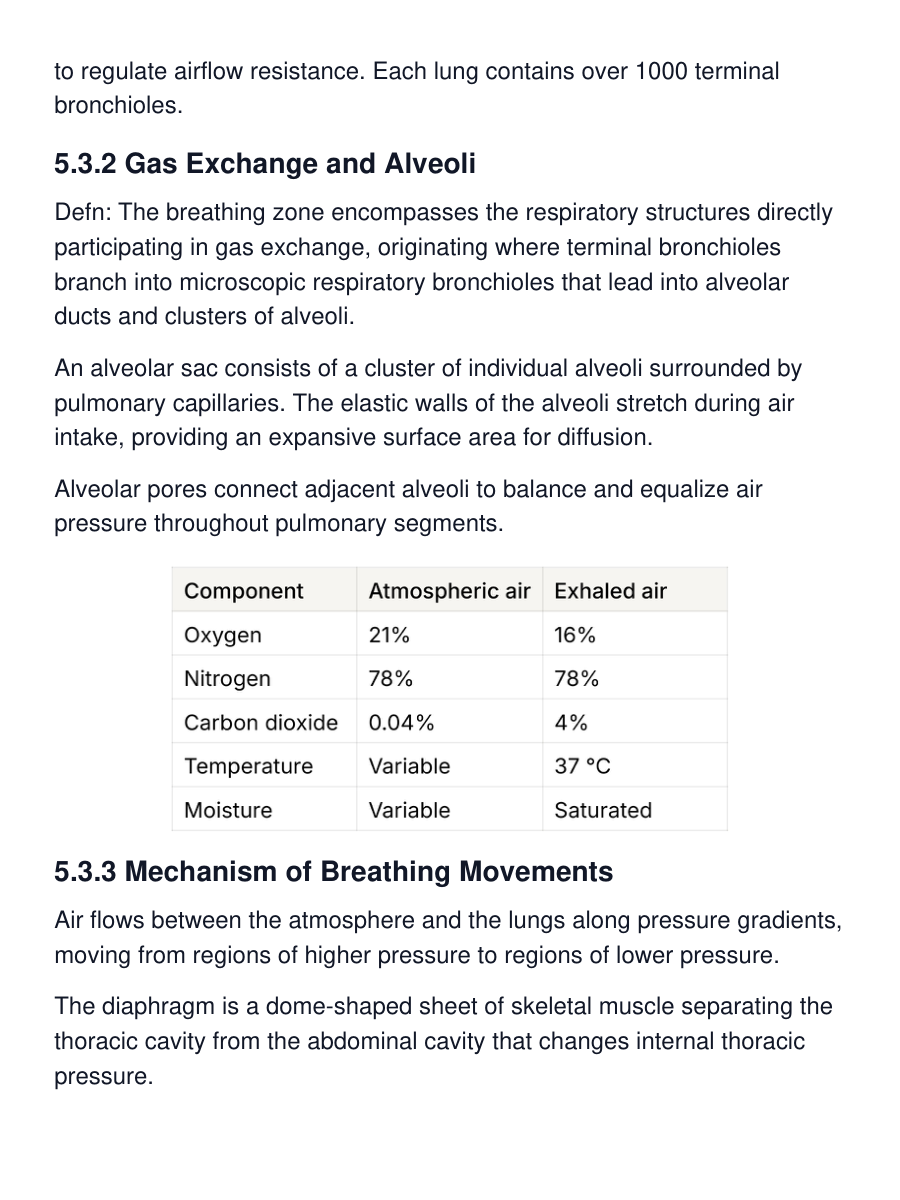 to regulate airflow resistance. Each lung contains over 1000 terminal
bronchioles.
5.3.2 Gas Exchange and Alveoli
Defn: The breathing zone encompasses the respiratory structures directly
participating in gas exchange, originating where terminal bronchioles
branch into microscopic respiratory bronchioles that lead into alveolar
ducts and clusters of alveoli.
An alveolar sac consists of a cluster of individual alveoli surrounded by
pulmonary capillaries. The elastic walls of the alveoli stretch during air
intake, providing an expansive surface area for diffusion.
Alveolar pores connect adjacent alveoli to balance and equalize air
pressure throughout pulmonary segments.
Component Atmospheric air Exhaled air
Oxygen 21% 16%
Nitrogen 78% 78%
Carbon dioxide 0.04% 4%
Temperature Variable 37 °C
Moisture Variable Saturated
5.3.3 Mechanism of Breathing Movements
Air flows between the atmosphere and the lungs along pressure gradients,
moving from regions of higher pressure to regions of lower pressure.
The diaphragm is a dome-shaped sheet of skeletal muscle separating the
thoracic cavity from the abdominal cavity that changes internal thoracic
pressure.